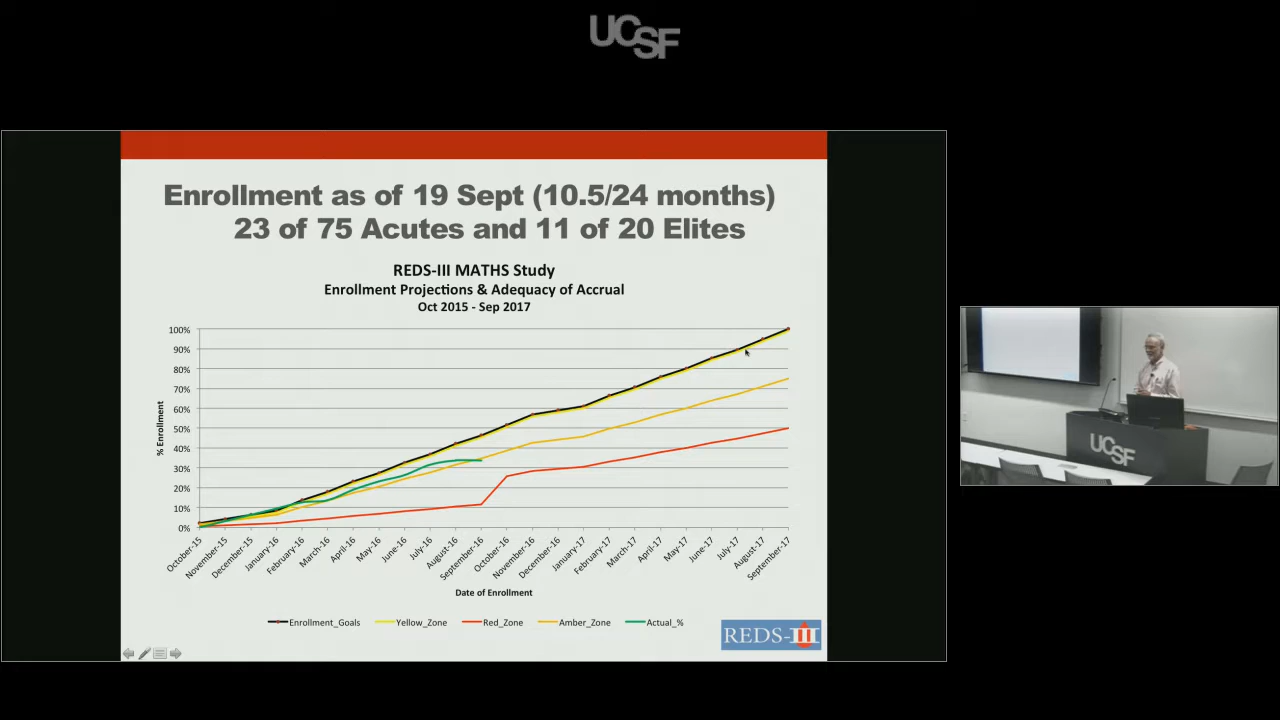 UCSF
Enrollment as of 19 Sept (10.5/24 months)
23 of 75 Acutes and 11 of 20 Elites
REDS-III MATHS Study
Enrollment Projections & Adequacy of Accrual
Oct 2015 - Sep 2017
% Enrollment
100%
90%
80%
70%
60%
50%
40%
30%
20%
10%
0%
October-15
November-15
December-15
January-16
February-16
March-16
April-16
May-16
June-16
July-16
August-16
September-16
October-16
November-16
December-16
January-17
February-17
March-17
April-17
May-17
June-17
July-17
August-17
September-17
Date of Enrollment
Enrollment_Goals
Yellow_Zone
Red_Zone
Amber_Zone
Actual_%
REDS-III
UCSF